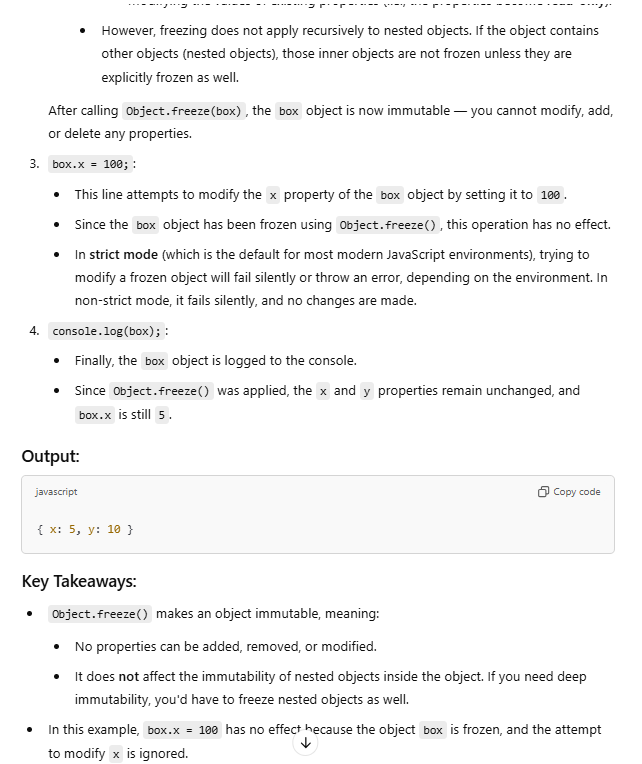 However, freezing does not apply recursively to nested objects. If the object contains
other objects (nested objects), those inner objects are not frozen unless they are
explicitly frozen as well.
After calling Object.freeze(box), the box object is now immutable — you cannot modify, add,
or delete any properties.
3. box.x = 100;:
This line attempts to modify the x property of the box object by setting it to 100.
Since the box object has been frozen using Object.freeze(), this operation has no effect.
In strict mode (which is the default for most modern JavaScript environments), trying to
modify a frozen object will fail silently or throw an error, depending on the environment. In
non-strict mode, it fails silently, and no changes are made.
4. console.log(box);:
Finally, the box object is logged to the console.
Since Object.freeze() was applied, the x and y properties remain unchanged, and
box.x is still 5.
Output:
javascript
Copy code
{ x: 5, y: 10 }
Key Takeaways:
Object.freeze() makes an object immutable, meaning:
No properties can be added, removed, or modified.
It does not affect the immutability of nested objects inside the object. If you need deep
immutability, you'd have to freeze nested objects as well.
In this example, box.x = 100 has no effect because the object box is frozen, and the attempt
to modify x is ignored.